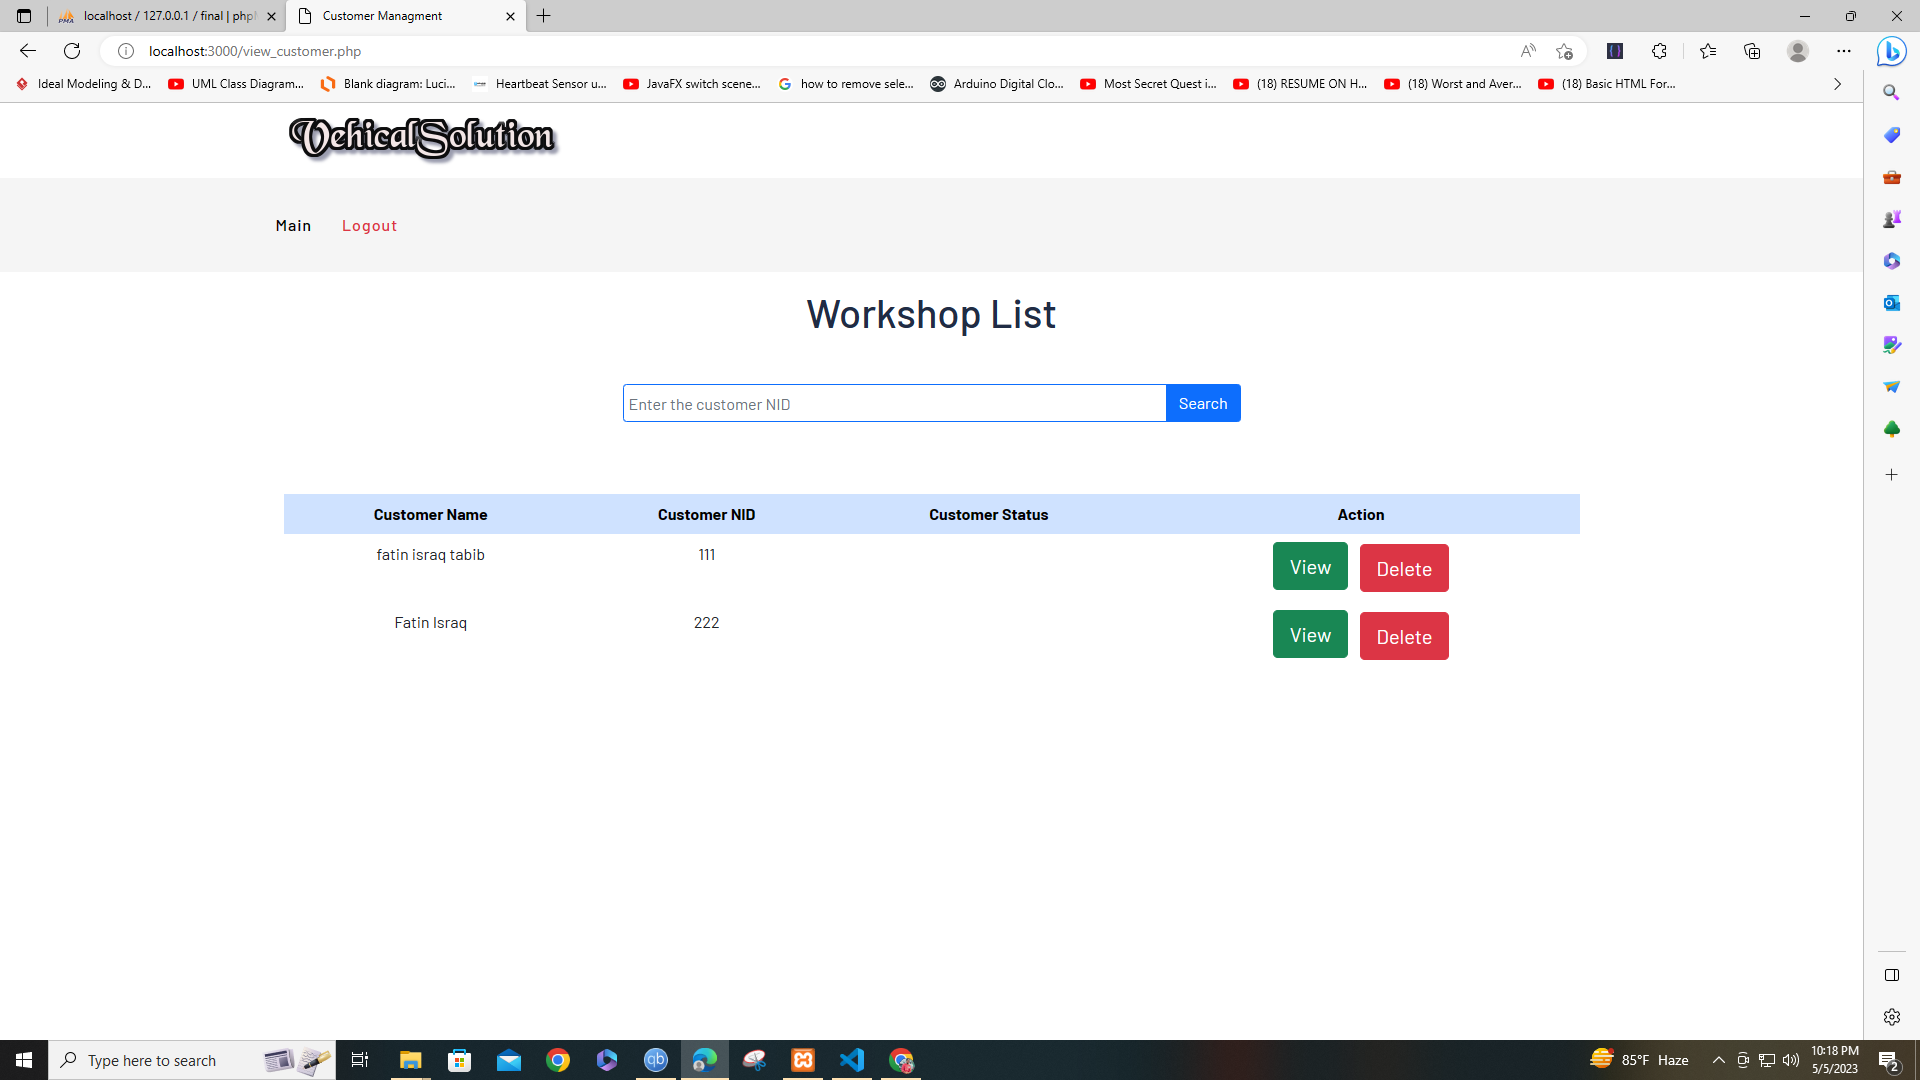 localhost / 127.0.0.1 / final | php
Customer Managment
localhost:3000/view_customer.php
Ideal Modeling & D...
UML Class Diagram...
Blank diagram: Luci...
Heartbeat Sensor u...
JavaFX switch scene...
how to remove sele...
Arduino Digital Clo...
Most Secret Quest i...
(18) RESUME ON H...
(18) Worst and Aver...
(18) Basic HTML For...
VehicalSolution
Main Logout
Workshop List
Enter the customer NID Search
Customer Name Customer NID Customer Status Action
fatin israq tabib 111 View Delete
Fatin Israq 222 View Delete
Type here to search
85°F Haze
10:18 PM
5/5/2023
2